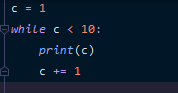 c = 1
while c < 10:
    print(c)
    c += 1